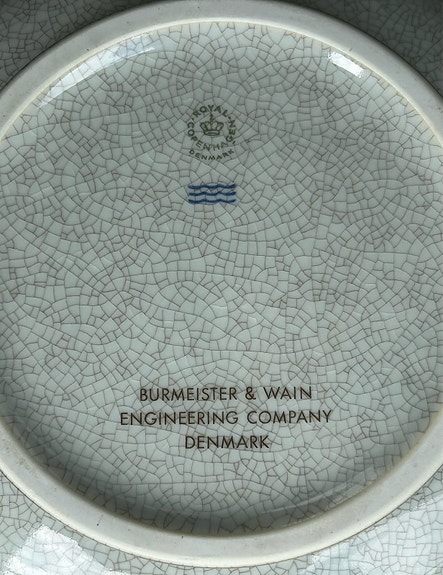 ROYAL
COPENHAGEN
DENMARK
BURMEISTER & WAIN
ENGINEERING COMPANY
DENMARK